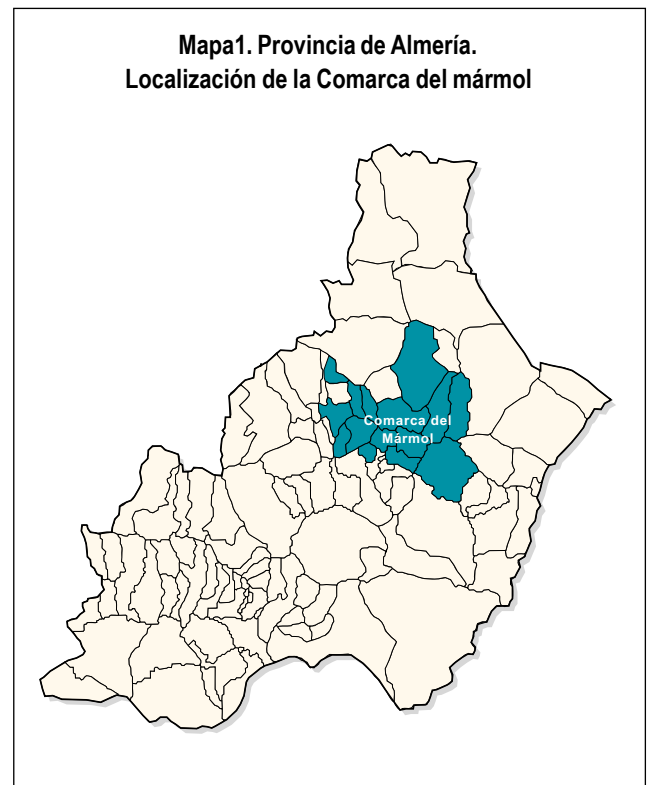 Mapa1. Provincia de Almería.
Localización de la Comarca del mármol
Comarca del
Mármol